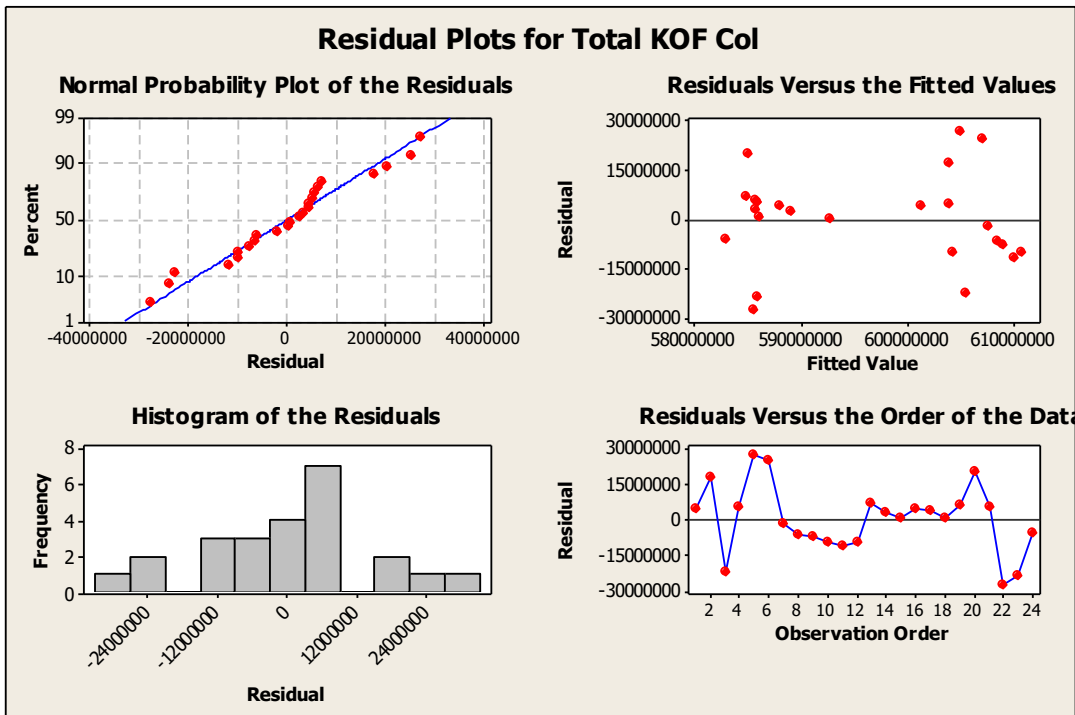 Residual Plots for Total KOF Col
Normal Probability Plot of the Residuals
99
90
50
10
1
Percent
-40000000 -20000000 0 20000000 40000000
Residual
Residuals Versus the Fitted Values
30000000
15000000
0
-15000000
-30000000
Residual
580000000 590000000 600000000 610000000
Fitted Value
Histogram of the Residuals
8
6
4
2
0
Frequency
-24000000 -12000000 0 12000000 24000000
Residual
Residuals Versus the Order of the Data
30000000
15000000
0
-15000000
-30000000
Residual
2 4 6 8 10 12 14 16 18 20 22 24
Observation Order